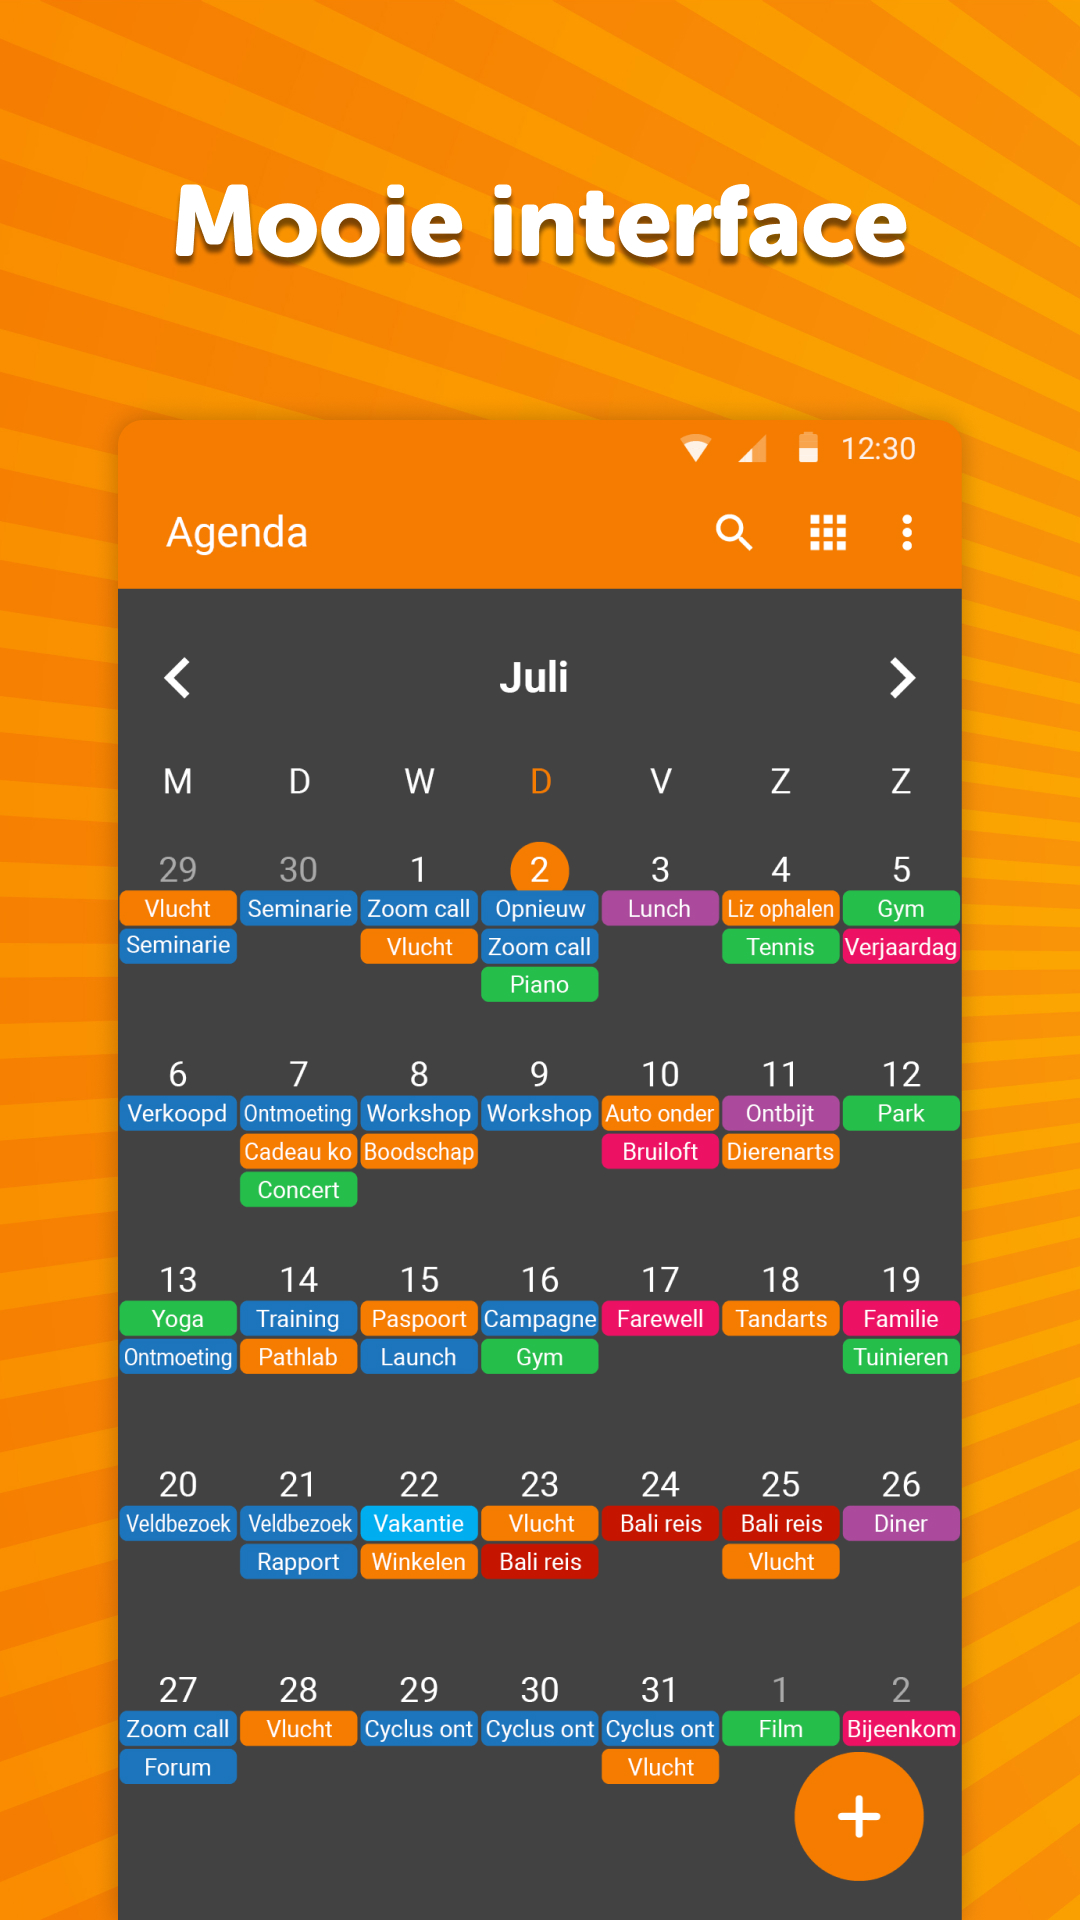 Mooie interface
12:30
Agenda
Juli
M D W D V Z Z
29 30 1 2 3 4 5
Vlucht Seminarie Zoom call Opnieuw Lunch Liz ophalen Gym
Seminarie Vlucht Zoom call Tennis Verjaardag
Piano
6 7 8 9 10 11 12
Verkoopd Ontmoeting Workshop Workshop Auto onder Ontbijt Park
Cadeau ko Boodschap Bruiloft Dierenarts
Concert
13 14 15 16 17 18 19
Yoga Training Paspoort Campagne Farewell Tandarts Familie
Ontmoeting Pathlab Launch Gym Tuinieren
20 21 22 23 24 25 26
Veldbezoek Veldbezoek Vakantie Vlucht Bali reis Bali reis Diner
Rapport Winkelen Bali reis Vlucht
27 28 29 30 31 1 2
Zoom call Vlucht Cyclus ont Cyclus ont Cyclus ont Film Bijeenkom
Forum Vlucht